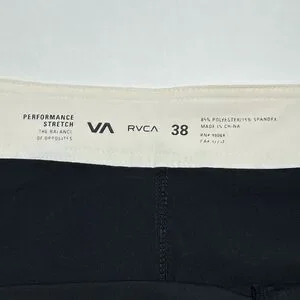 PERFORMANCE
STRETCH
THE BALANCE
OF OPPOSITES
VA RVCA 38
85% POLYESTER/15% SPANDEX
MADE IN CHINA